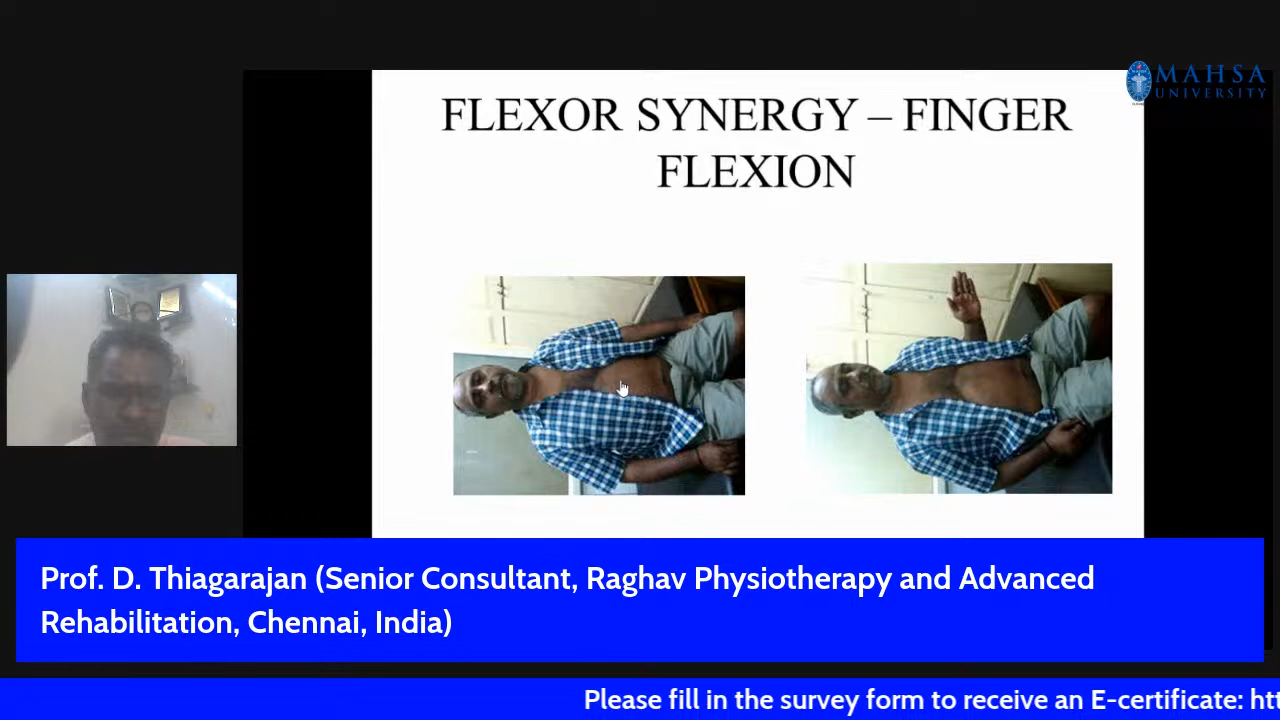 MAHSA
UNIVERSITY
FLEXOR SYNERGY – FINGER
FLEXION
Prof. D. Thiagarajan (Senior Consultant, Raghav Physiotherapy and Advanced
Rehabilitation, Chennai, India)
Please fill in the survey form to receive an E-certificate: htt